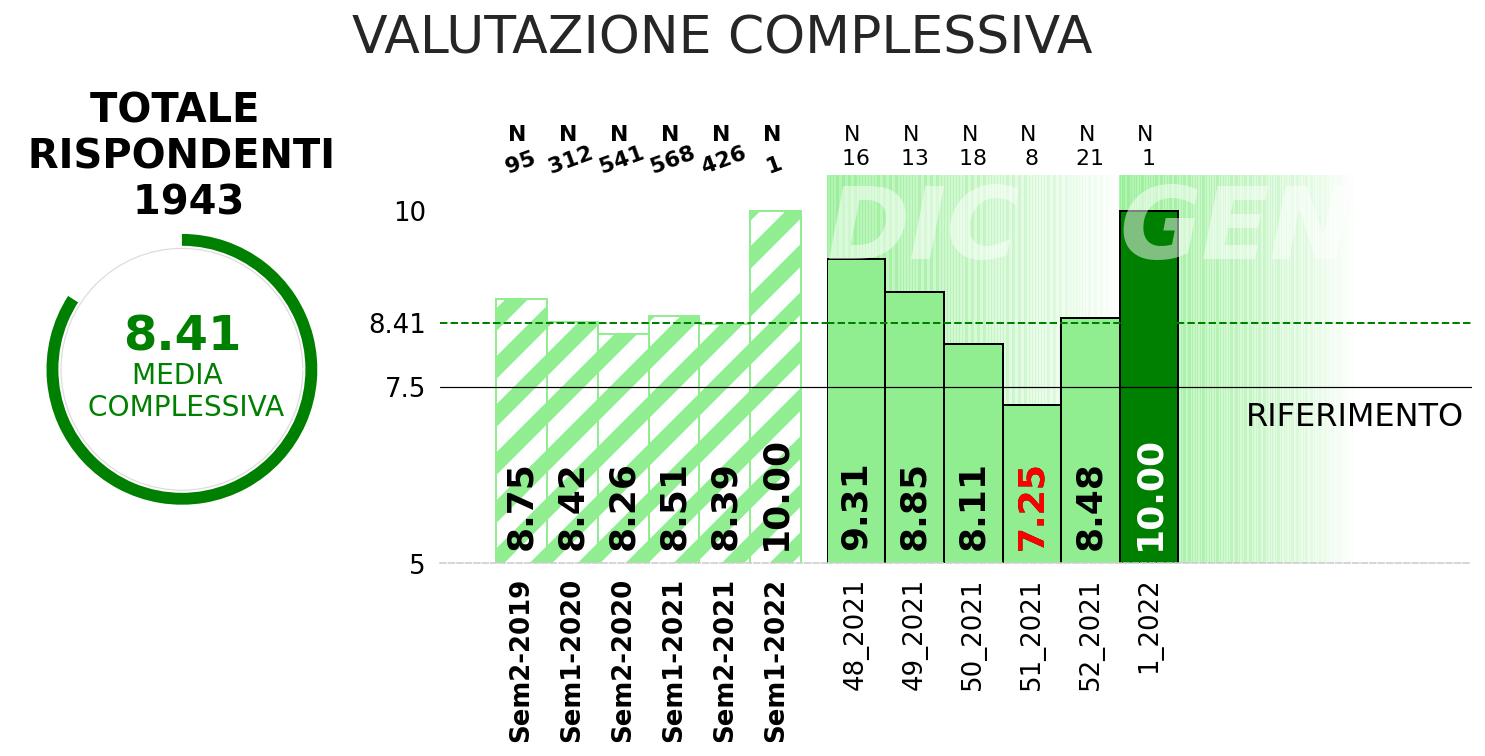 VALUTAZIONE COMPLESSIVA
TOTALE
RISPONDENTI
1943
8.41
MEDIA
COMPLESSIVA
N N N N N N N N N N N N
95 312 541 568 426 1 16 13 18 8 21 1
DIC GEN
10
8.41
7.5
5
RIFERIMENTO
8.75 8.42 8.26 8.51 8.39 10.00 9.31 8.85 8.11 7.25 8.48 10.00
Sem2-2019 Sem1-2020 Sem2-2020 Sem1-2021 Sem2-2021 Sem1-2022 48_2021 49_2021 50_2021 51_2021 52_2021 1_2022